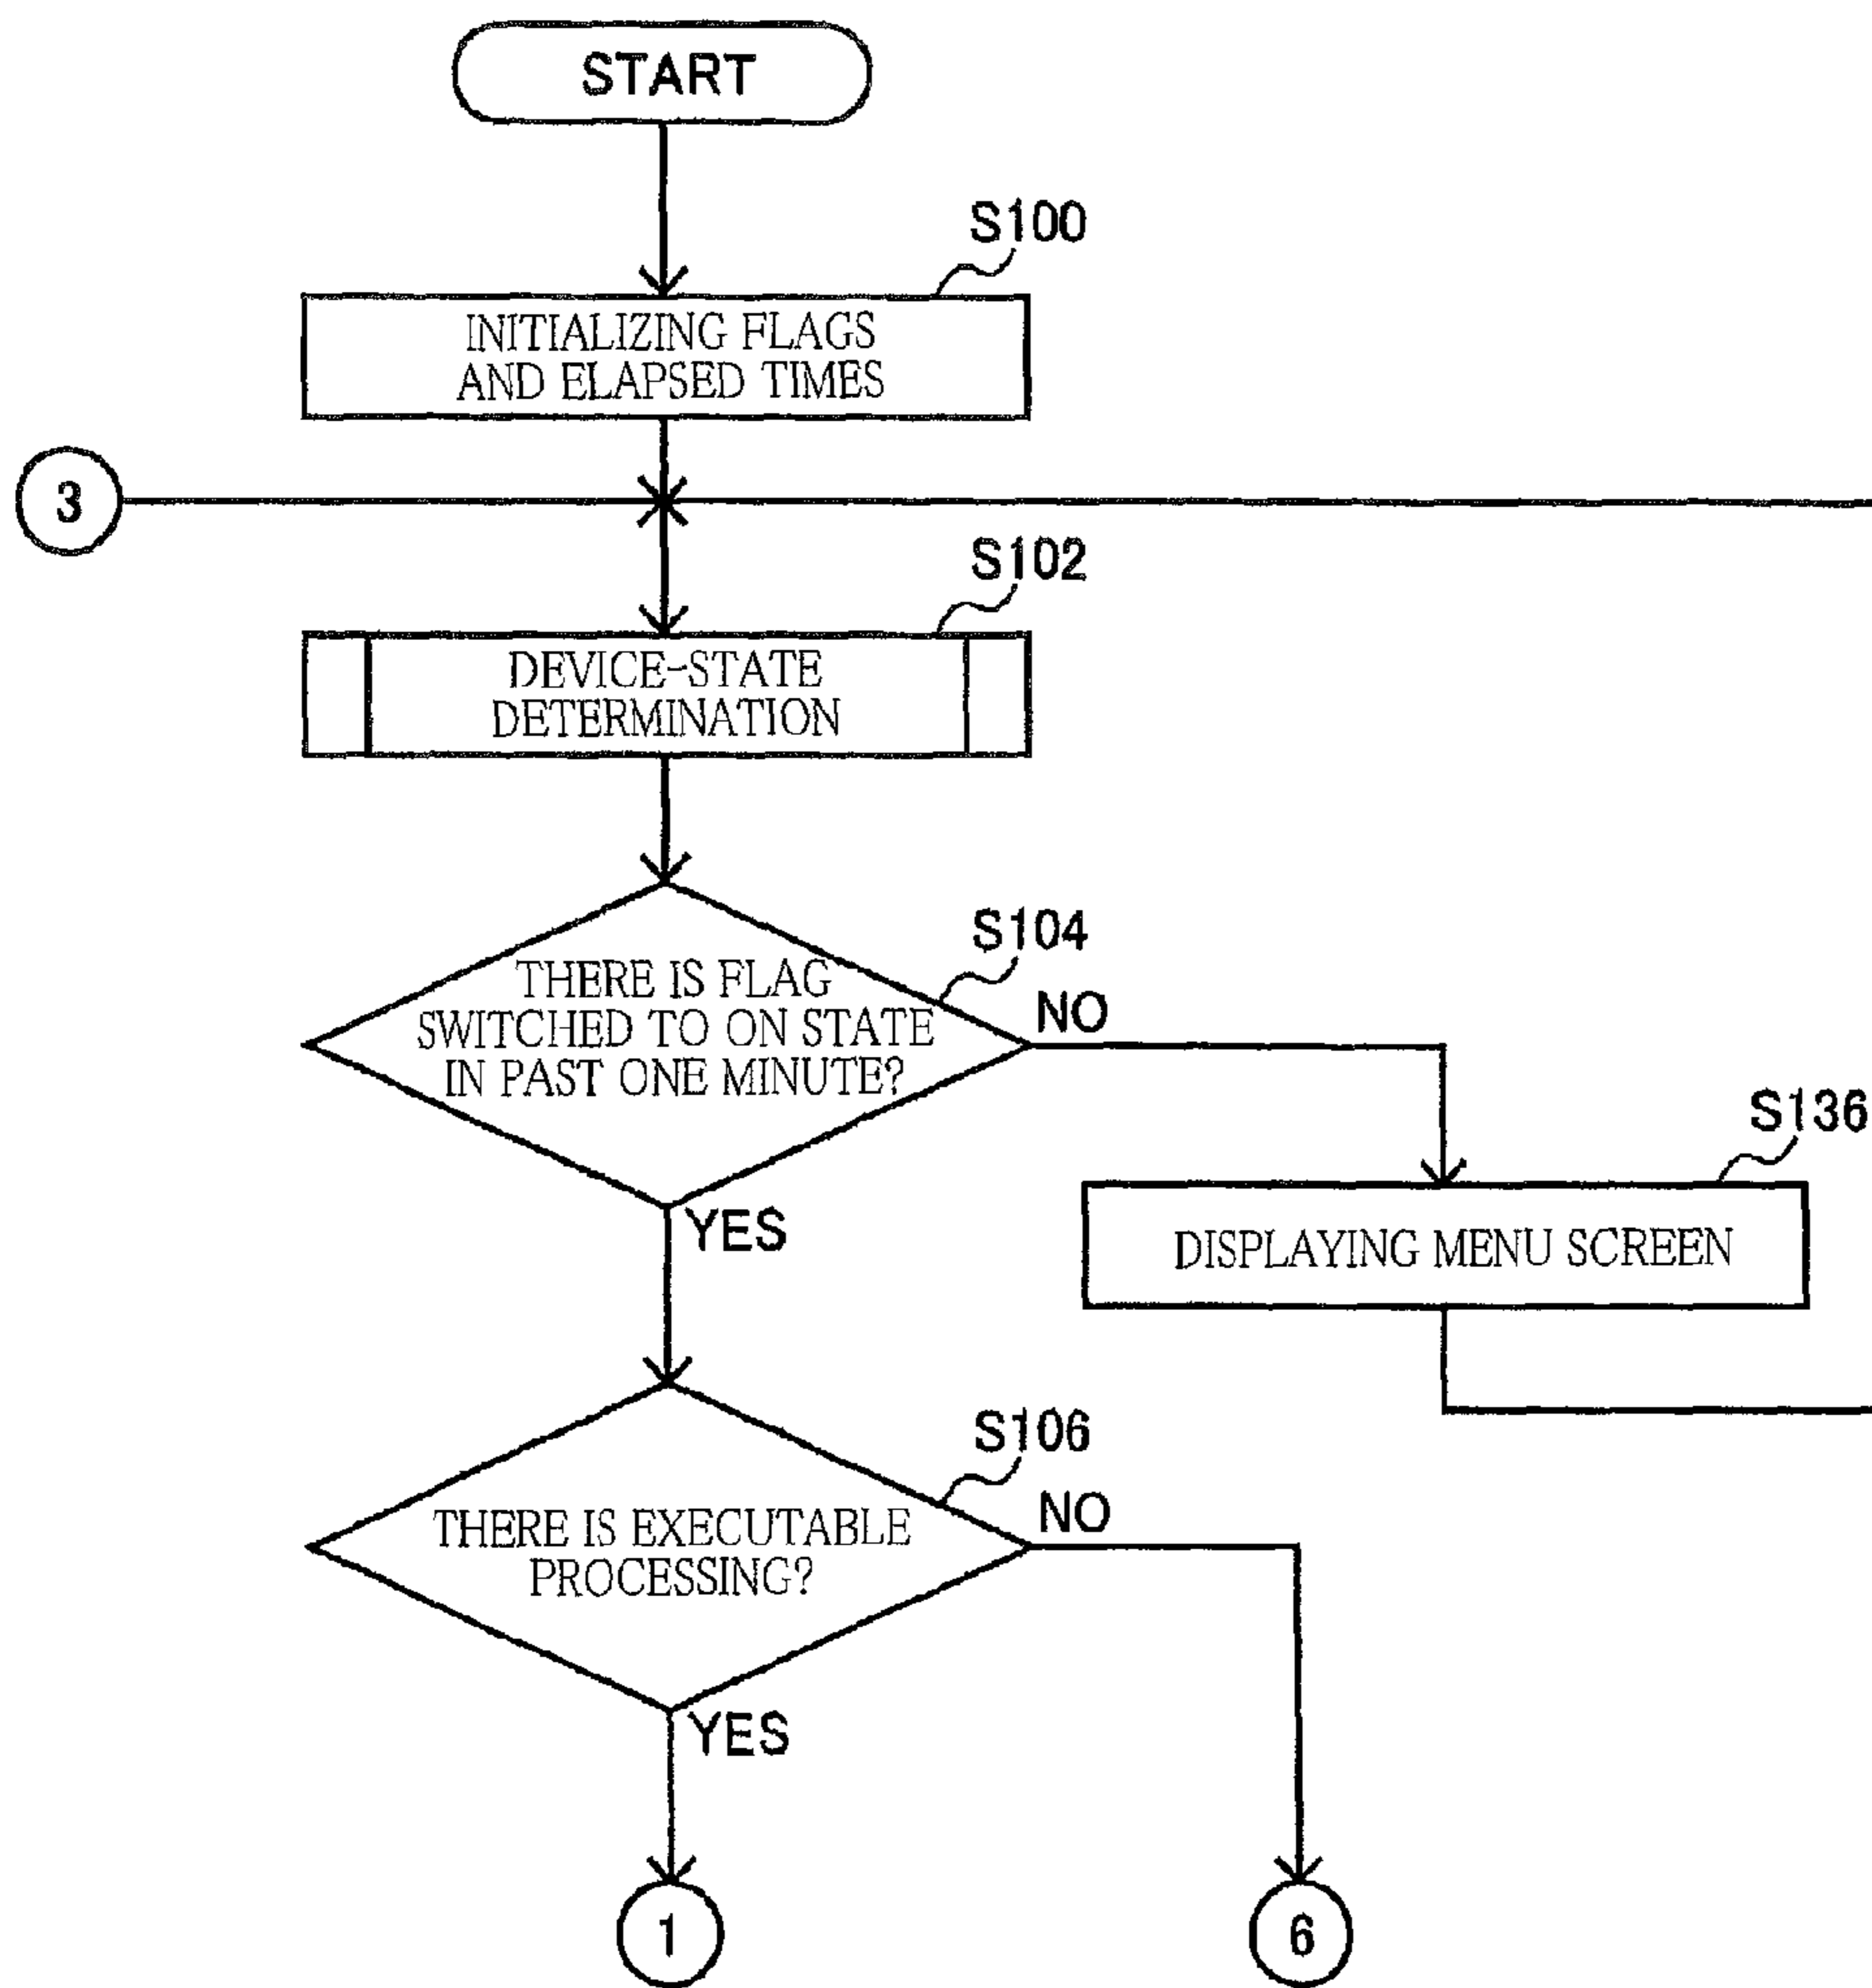 START
S100
INITIALIZING FLAGS
AND ELAPSED TIMES
3
S102
DEVICE-STATE
DETERMINATION
S104
THERE IS FLAG
SWITCHED TO ON STATE
IN PAST ONE MINUTE?
NO
YES
S136
DISPLAYING MENU SCREEN
S106
THERE IS EXECUTABLE
PROCESSING?
NO
YES
1
6